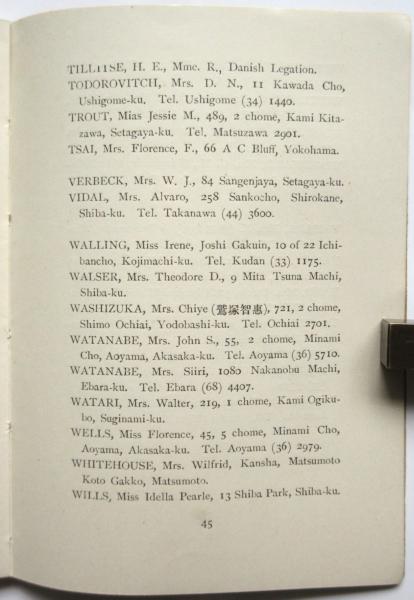 TILLITSE, H. E., Mme. R., Danish Legation.
TODOROVITCH, Mrs. D. N., 11 Kawada Cho,
Ushigome-ku. Tel. Ushigome (34) 1440.
TROUT, Miss Jessie M., 489, 2 chome, Kami Kita-
zawa, Setagaya-ku. Tel. Matsuzawa 2901.
TSAI, Mrs. Florence, F., 66 A C Bluff, Yokohama.
VERBECK, Mrs. W. J., 84 Sangenjaya, Setagaya-ku.
VIDAL, Mrs. Alvaro, 258 Sankocho, Shirokane,
Shiba-ku. Tel. Takanawa (44) 3600.
WALLING, Miss Irene, Joshi Gakuin, 10 of 22 Ichi-
bancho, Kojimachi-ku. Tel. Kudan (33) 1175.
WALSER, Mrs. Theodore D., 9 Mita Tsuna Machi,
Shiba-ku.
WASHIZUKA, Mrs. Chiye (鷲塚智惠), 721, 2 chome,
Shimo Ochiai, Yodobashi-ku. Tel. Ochiai 2701.
WATANABE, Mrs. John S., 55, 2 chome, Minami
Cho, Aoyama, Akasaka-ku. Tel. Aoyama (36) 5710.
WATANABE, Mrs. Siiri, 1080 Nakanobu Machi,
Ebara-ku. Tel. Ebara (68) 4407.
WATARI, Mrs. Walter, 219, 1 chome, Kami Ogiku-
bo, Suginami-ku.
WELLS, Miss Florence, 45, 5 chome, Minami Cho,
Aoyama, Akasaka-ku. Tel. Aoyama (36) 2979.
WHITEHOUSE, Mrs. Wilfrid, Kansha, Matsumoto
Koto Gakko, Matsumoto.
WILLS, Miss Idella Pearle, 13 Shiba Park, Shiba-ku.
45